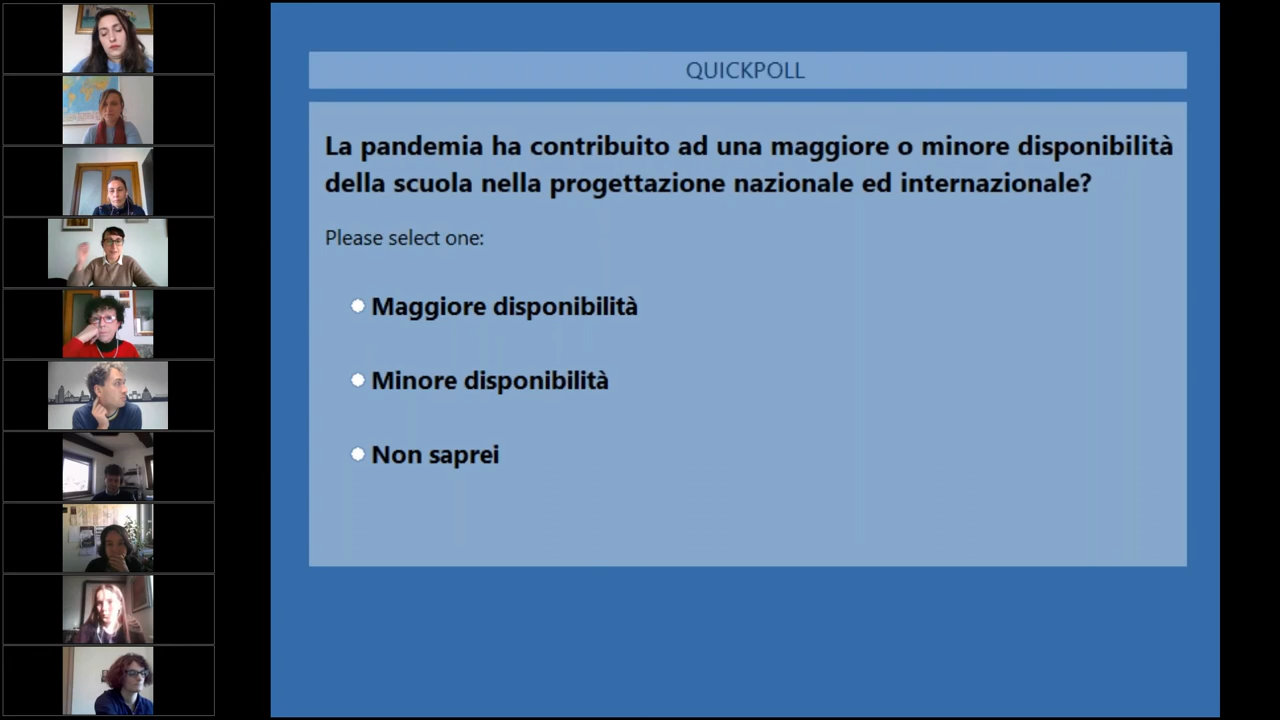 QUICKPOLL
La pandemia ha contribuito ad una maggiore o minore disponibilità
della scuola nella progettazione nazionale ed internazionale?
Please select one:
Maggiore disponibilità
Minore disponibilità
Non saprei